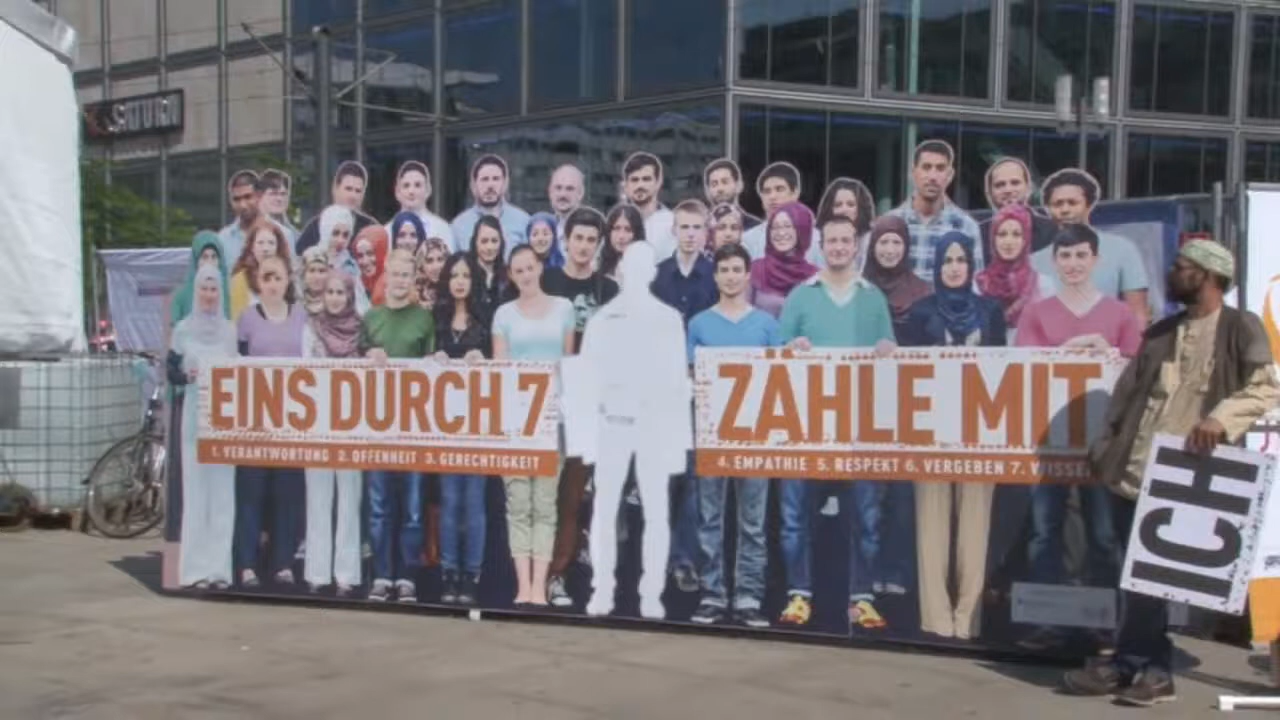 SATURN
EINS DURCH 7
1. VERANTWORTUNG 2. OFFENHEIT 3. GERECHTIGKEIT
ZÄHLE MIT
4. EMPATHIE 5. RESPEKT 6. VERGEBEN 7. WISSE
ICH